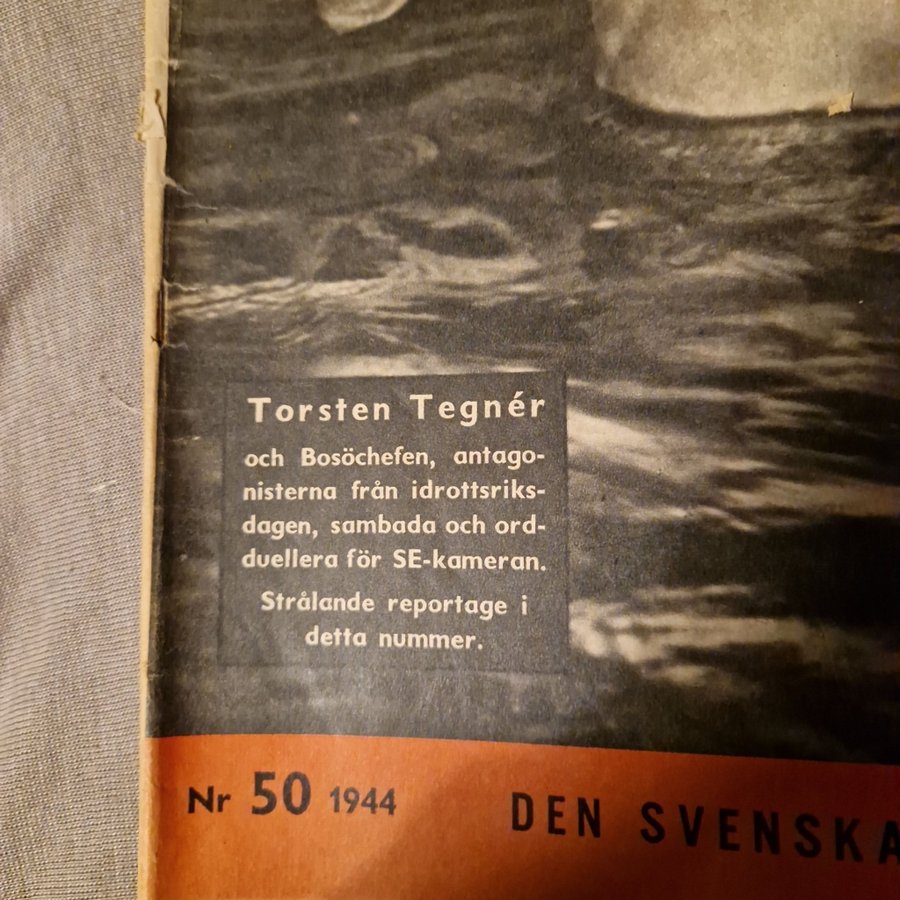 Torsten Tegnér
och Bosöchefen, antago-
nisterna från idrottsriks-
dagen, sambada och ord-
duellera för SE-kameran.
Strålande reportage i
detta nummer.
Nr 50 1944
DEN SVENSKA